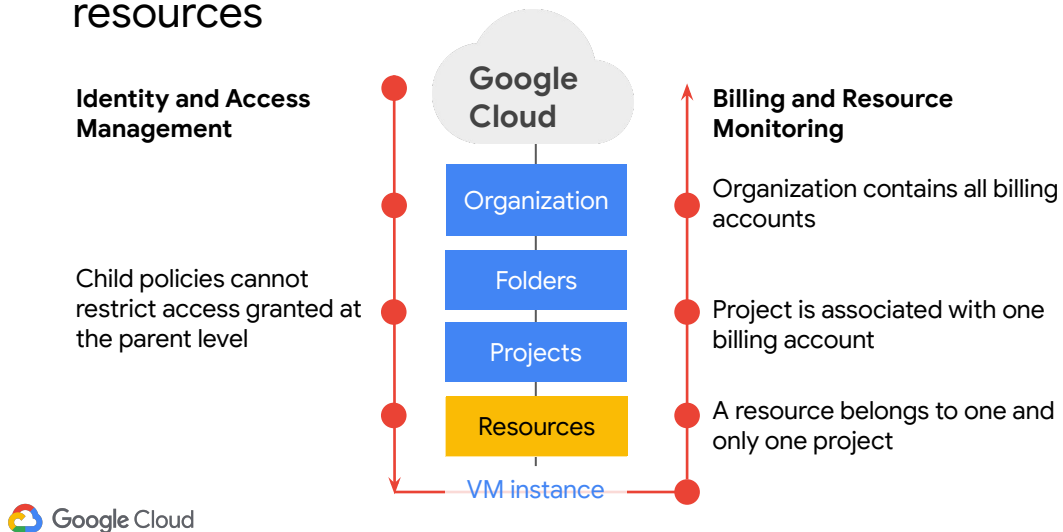 resources
Identity and Access
Management
Child policies cannot
restrict access granted at
the parent level
Google
Cloud
Organization
Folders
Projects
Resources
VM instance
Billing and Resource
Monitoring
Organization contains all billing
accounts
Project is associated with one
billing account
A resource belongs to one and
only one project
Google Cloud